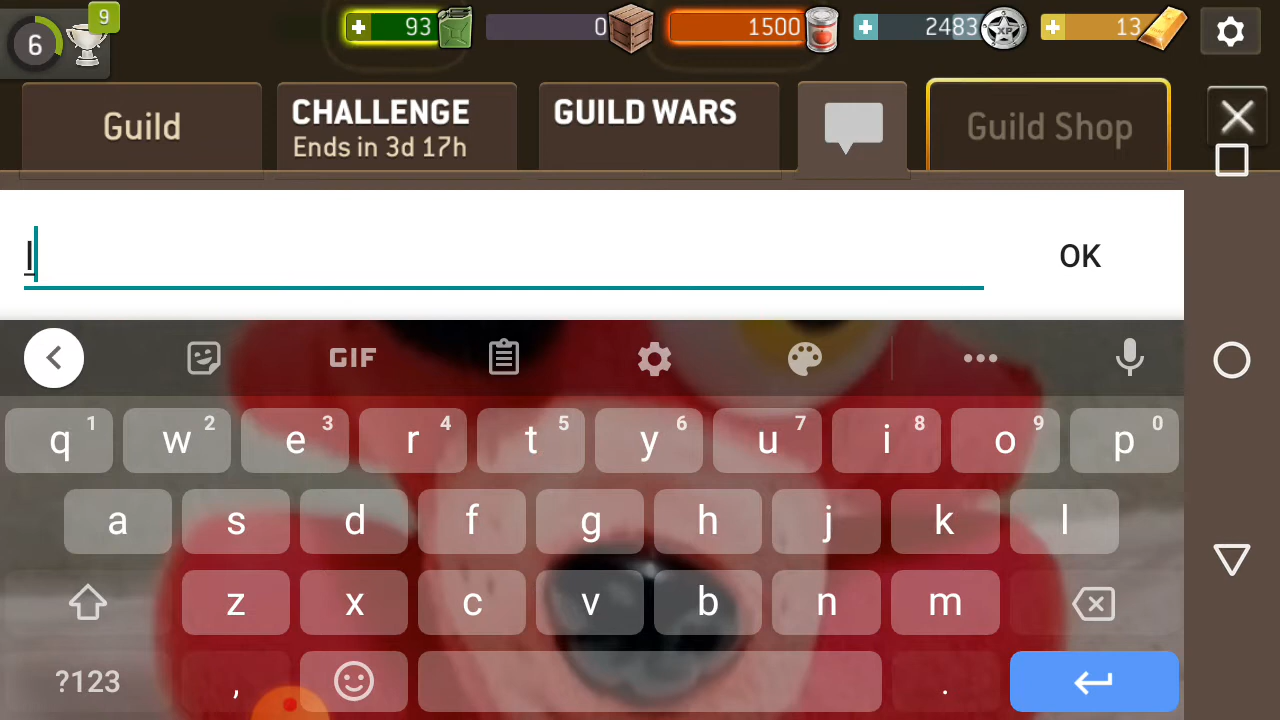 9
6
93
0
1500
2483
XP
13
Guild
CHALLENGE
Ends in 3d 17h
GUILD WARS
Guild Shop
I
OK
GIF
q 1 w 2 e 3 r 4 t 5 y 6 u 7 i 8 o 9 p 0
a s d f g h j k l
z x c v b n m
?123 , .